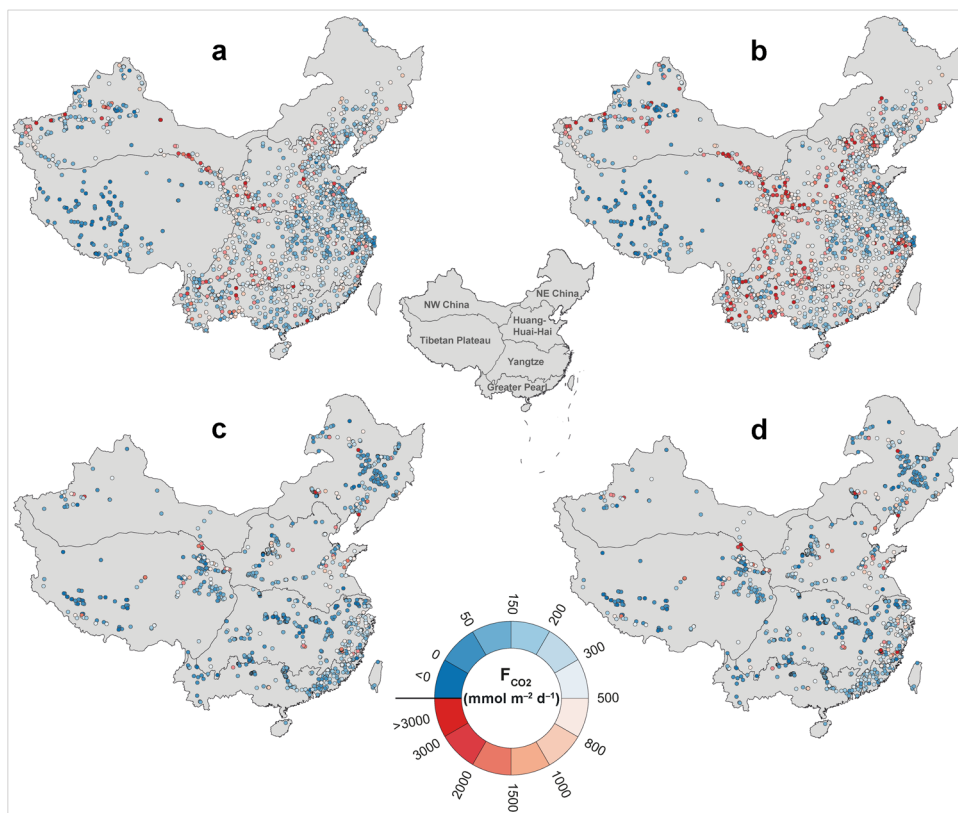 a
b
NW China
NE China
Huang-
Huai-Hai
Tibetan Plateau
Yangtze
Greater Pearl
c
d
150
50
200
0
300
<0
F CO2
(mmol m⁻² d⁻¹)
500
>3000
3000
800
2000
1000
1500